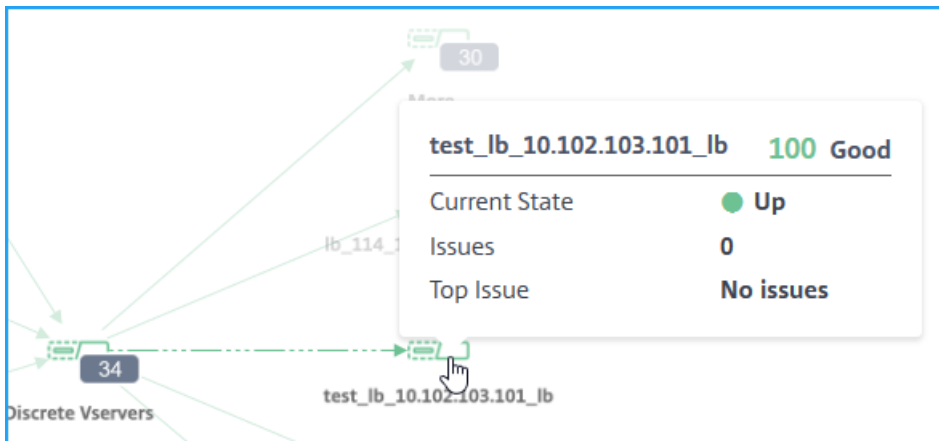 30
More
test_lb_10.102.103.101_lb 100 Good
Current State Up
lb_114_1
Issues 0
Top Issue No issues
34
test_lb_10.102.103.101_lb
Discrete Vservers